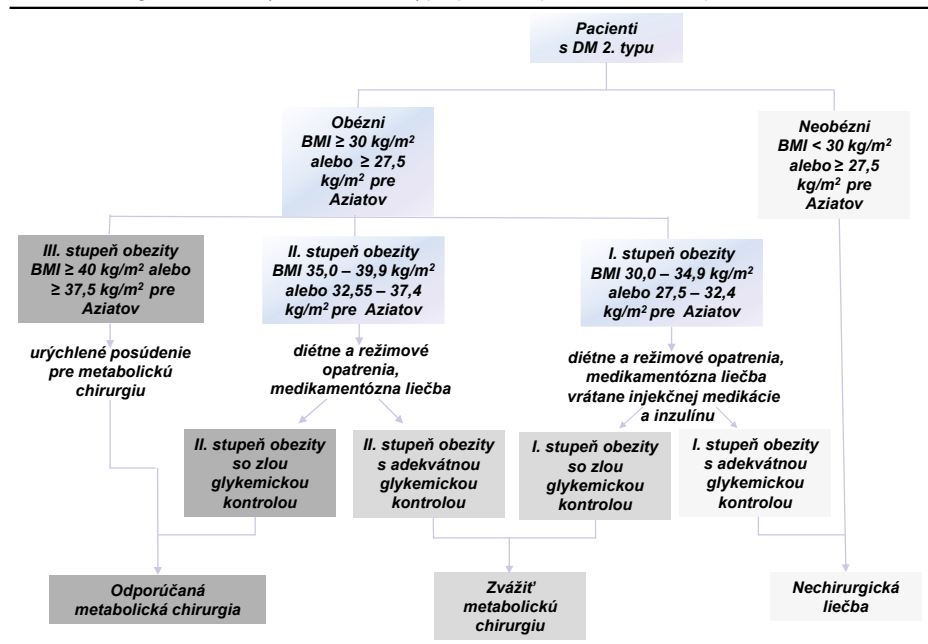 Pacienti
s DM 2. typu
Obézni
BMI ≥ 30 kg/m²
alebo ≥ 27,5
kg/m² pre
Aziatov
Neobézni
BMI < 30 kg/m²
alebo ≥ 27,5
kg/m² pre
Aziatov
III. stupeň obezity
BMI ≥ 40 kg/m² alebo
≥ 37,5 kg/m² pre
Aziatov
II. stupeň obezity
BMI 35,0 – 39,9 kg/m²
alebo 32,55 – 37,4
kg/m² pre Aziatov
I. stupeň obezity
BMI 30,0 – 34,9 kg/m²
alebo 27,5 – 32,4
kg/m² pre Aziatov
urýchlené posúdenie
pre metabolickú
chirurgiu
diétne a režimové
opatrenia,
medikamentózna liečba
diétne a režimové opatrenia,
medikamentózna liečba
vrátane injekčnej medikácie
a inzulínu
II. stupeň obezity
so zlou
glykemickou
kontrolou
II. stupeň obezity
s adekvátnou
glykemickou
kontrolou
I. stupeň obezity
so zlou
glykemickou
kontrolou
I. stupeň obezity
s adekvátnou
glykemickou
kontrolou
Odporúčaná
metabolická chirurgia
Zvážiť
metabolickú
chirurgiu
Nechirurgická
liečba